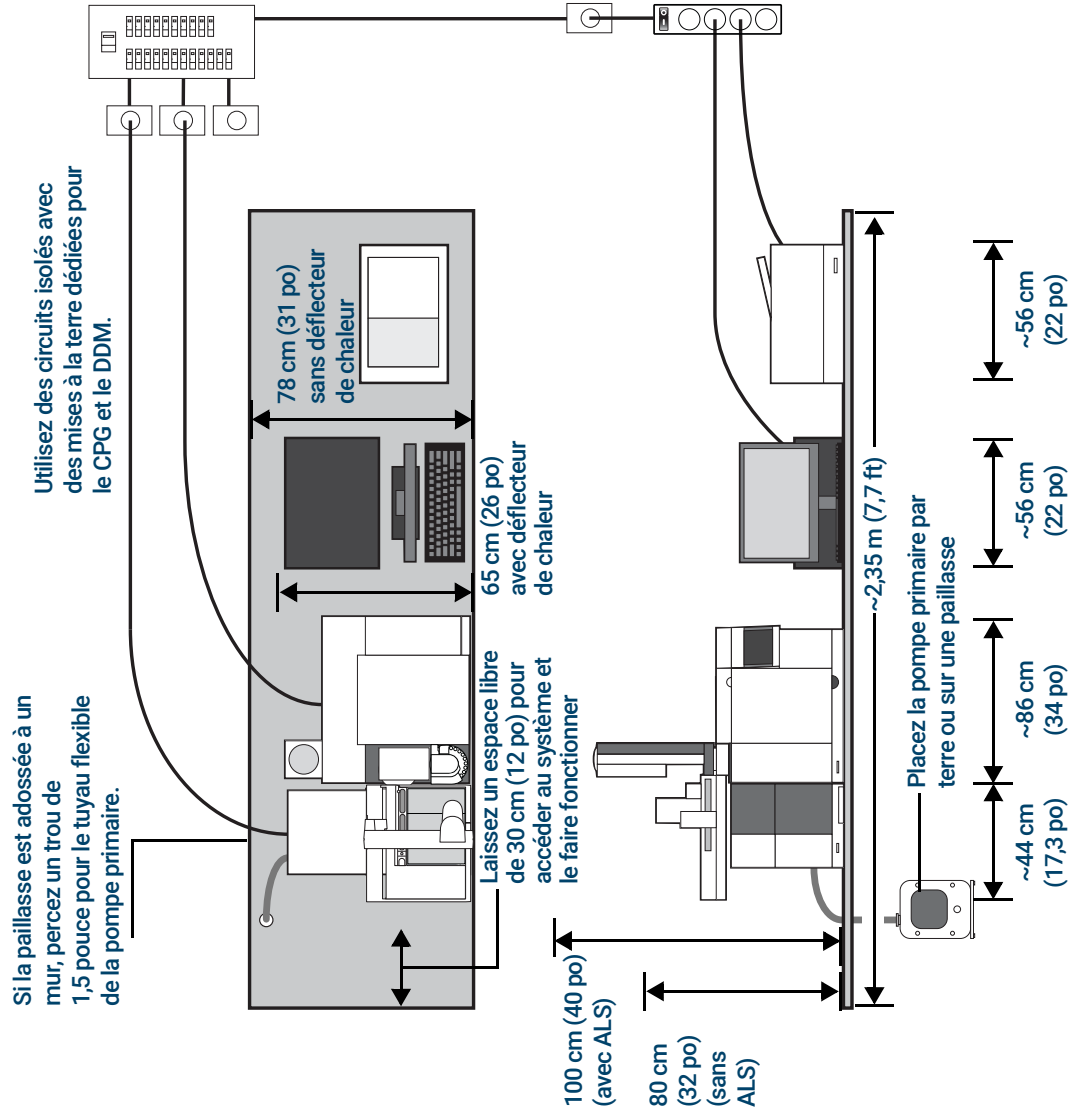 Si la paillasse est adossée à un
mur, percez un trou de
1,5 pouce pour le tuyau flexible
de la pompe primaire.
Utilisez des circuits isolés avec
des mises à la terre dédiées pour
le CPG et le DDM.
78 cm (31 po)
sans déflecteur
de chaleur
65 cm (26 po)
avec déflecteur
de chaleur
Laissez un espace libre
de 30 cm (12 po) pour
accéder au système et
le faire fonctionner
100 cm (40 po)
(avec ALS)
80 cm
(32 po)
(sans
ALS)
~2,35 m (7,7 ft)
Placez la pompe primaire par
terre ou sur une paillasse
~44 cm
(17,3 po)
~86 cm
(34 po)
~56 cm
(22 po)
~56 cm
(22 po)